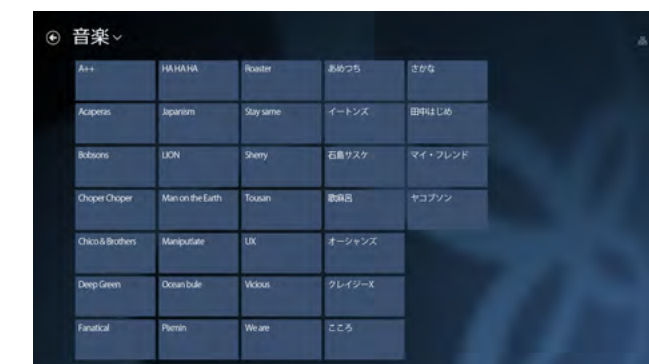 音楽
A++
HA HA HA
Roaster
あめつち
さかな
Acaperas
Japanism
Stay same
イートンズ
田中はじめ
Bobsons
LION
Sherry
石島サスケ
マイ・フレンド
Choper Choper
Man on the Earth
Tousan
歌麻呂
ヤコブソン
Chico & Brothers
Maniputlate
UX
オーシャンズ
Deep Green
Ocean bule
Vicious
クレイジーX
Fanatical
Pixmin
We are
こころ